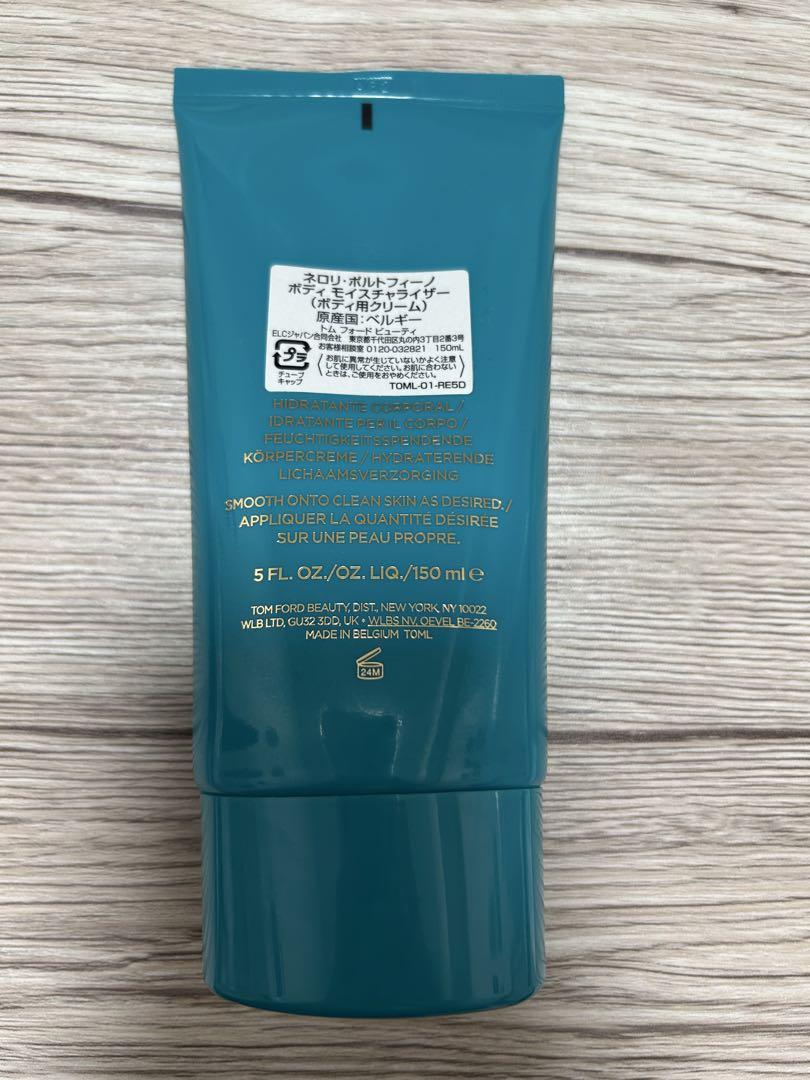 ネロリ・ポルトフィーノ
ボディ モイスチャライザー
（ボディ用クリーム）
原産国：ベルギー
トム フォード ビューティ
ELCジャパン合同会社 東京都千代田区丸の内3丁目2番3号
お客様相談室 0120-032821 150mL
プラ
チューブ
キャップ
お肌に異常が生じていないかよく注意
して使用してください。お肌に合わない
ときは、ご使用をおやめください。
TOML-01-RE5D
HIDRATANTE CORPORAL /
IDRATANTE PER IL CORPO /
FEUCHTIGKEITSSPENDENDE
KÖRPERCREME / HYDRATERENDE
LICHAAMSVERZORGING
SMOOTH ONTO CLEAN SKIN AS DESIRED. /
APPLIQUER LA QUANTITÉ DÉSIRÉE
SUR UNE PEAU PROPRE.
5 FL. OZ./OZ. LIQ./150 ml e
TOM FORD BEAUTY, DIST., NEW YORK, NY 10022
WLB LTD, GU32 3DD, UK • WLBS NV. OEVEL BE-2260
MADE IN BELGIUM TOML
24M